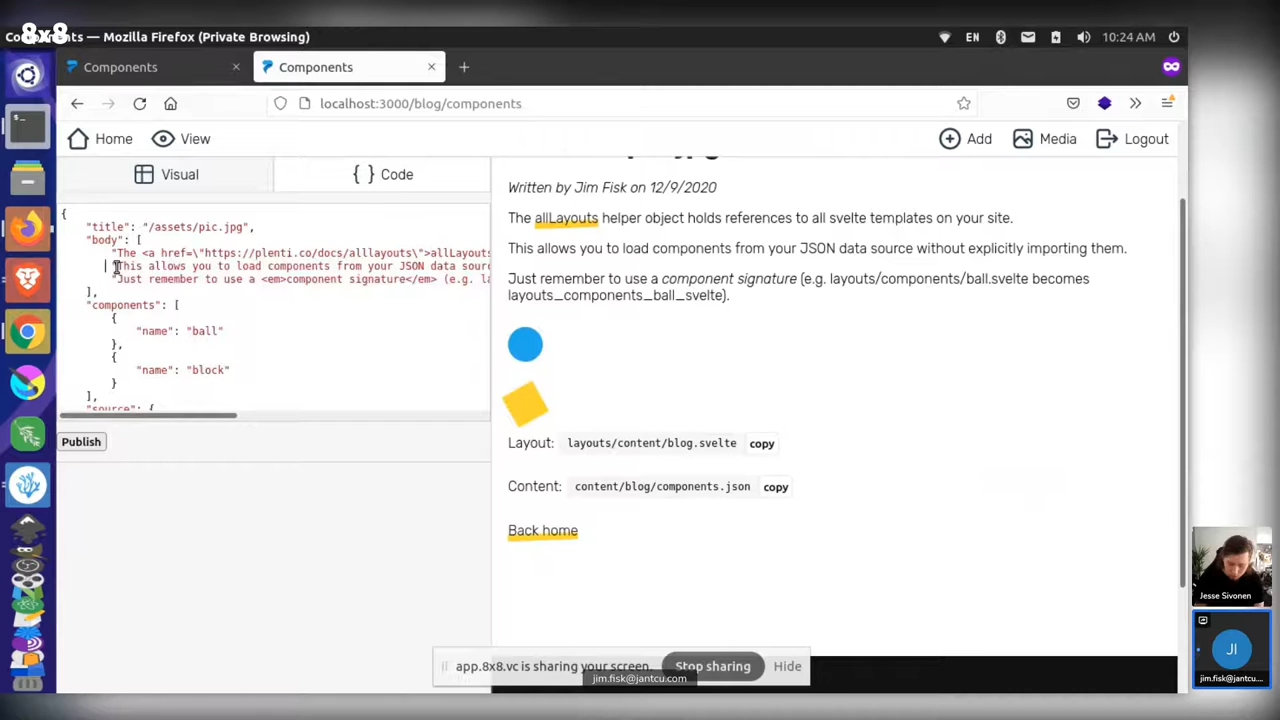 8x8
nts — Mozilla Firefox (Private Browsing)
EN
10:24 AM
Components
Components
localhost:3000/blog/components
Home
View
Add
Media
Logout
Visual
{ } Code
{
"title": "/assets/pic.jpg",
"body": [
"The <a href=\"https://plenti.co/docs/alllayouts\">allLayouts
"This allows you to load components from your JSON data sourc
"Just remember to use a <em>component signature</em> (e.g. la
],
"components": [
{
"name": "ball"
},
{
"name": "block"
}
],
"source": {
Publish
Written by Jim Fisk on 12/9/2020
The allLayouts helper object holds references to all svelte templates on your site.
This allows you to load components from your JSON data source without explicitly importing them.
Just remember to use a component signature (e.g. layouts/components/ball.svelte becomes
layouts_components_ball_svelte).
Layout: layouts/content/blog.svelte copy
Content: content/blog/components.json copy
Back home
app.8x8.vc is sharing your screen. Stop sharing Hide
jim.fisk@jantcu.com
Jesse Sivonen
JI
jim.fisk@jantcu....